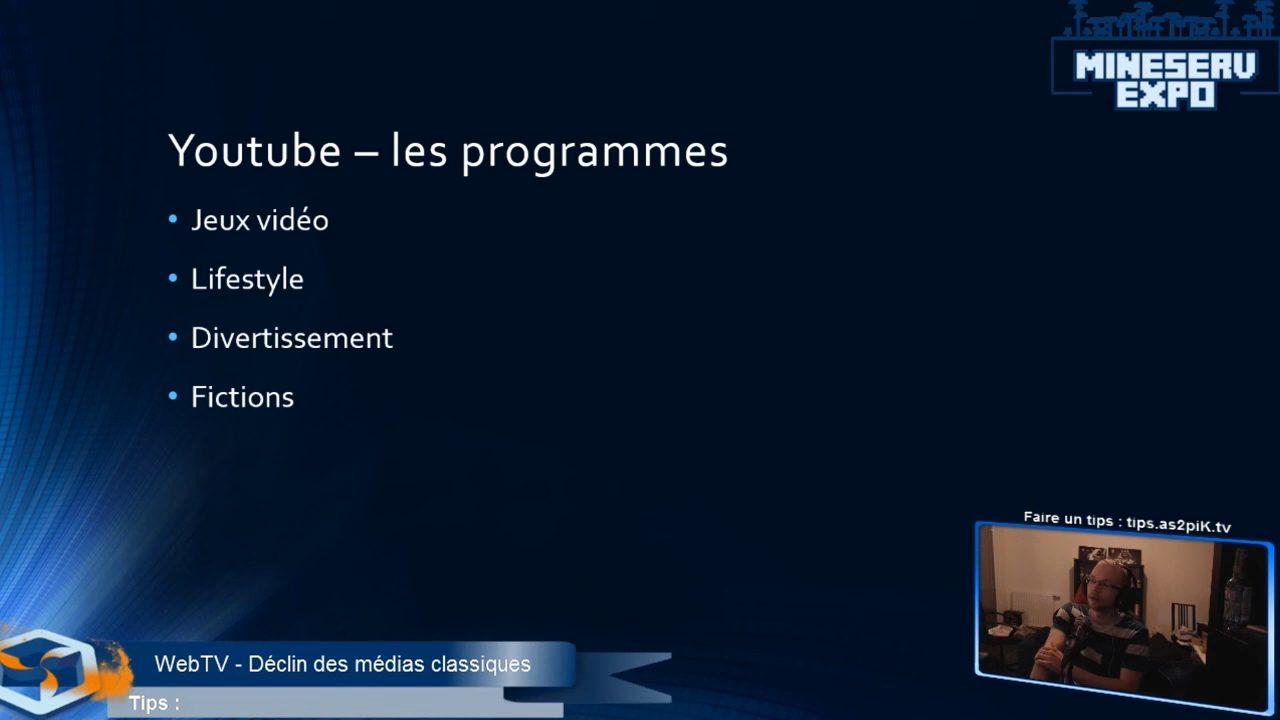 MINESERV
EXPO
Youtube – les programmes
• Jeux vidéo
• Lifestyle
• Divertissement
• Fictions
Faire un tips : tips.as2piK.tv
WebTV - Déclin des médias classiques
Tips :